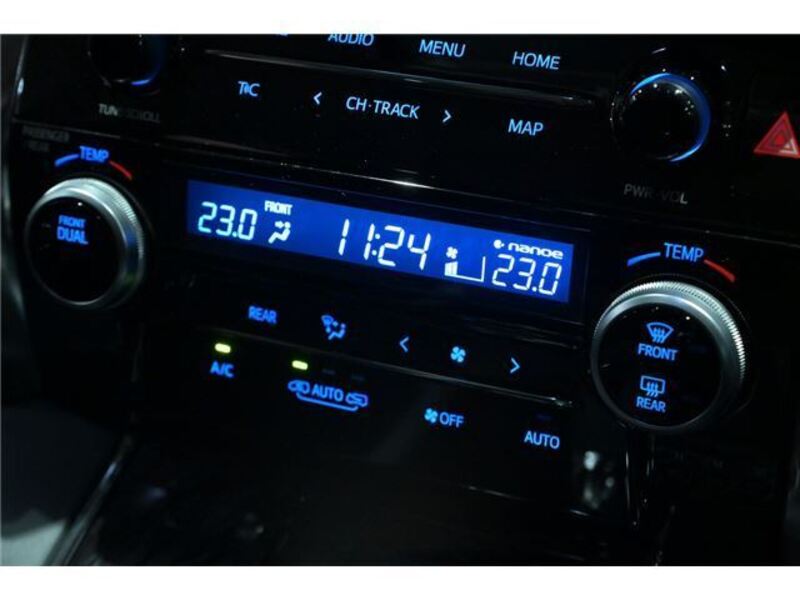 AUDIO
MENU
HOME
CH·TRACK
MAP
TUNE·SCROLL
PWR·VOL
PASSENGER
TEMP
FRONT
DUAL
23.0
FRONT
11:24
nanoe
23.0
TEMP
FRONT
REAR
REAR
A/C
AUTO
OFF
AUTO